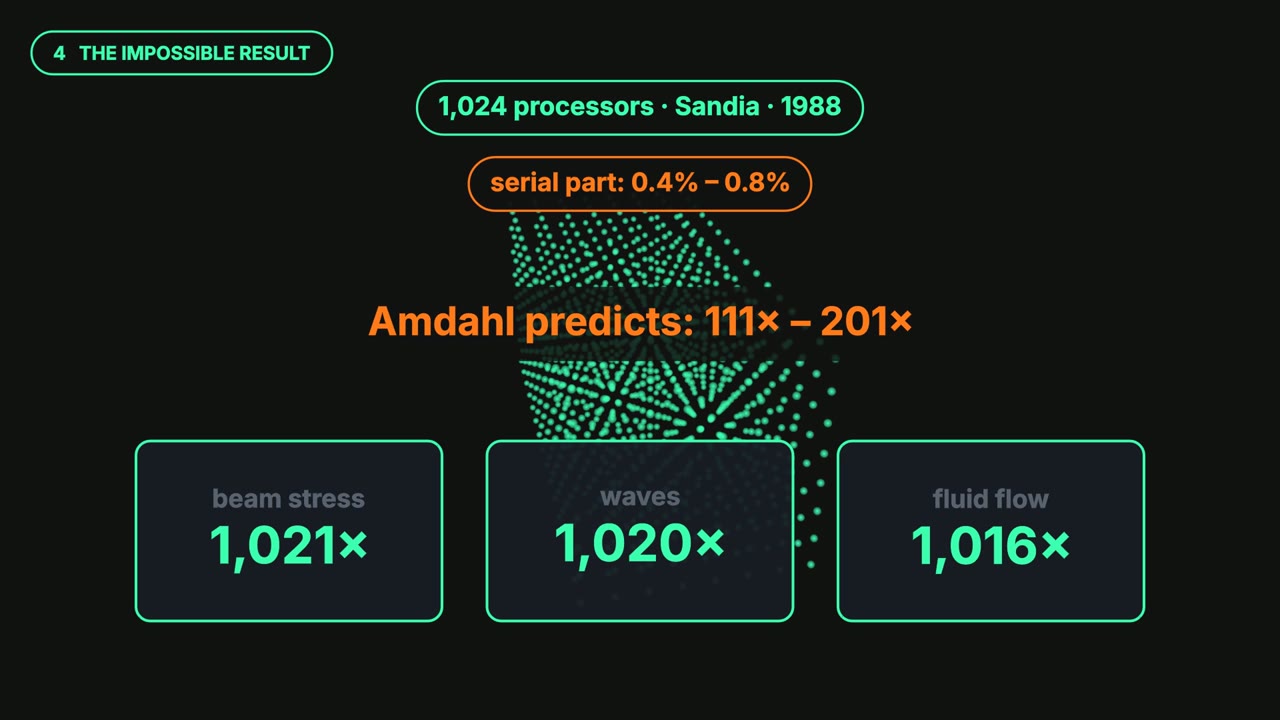 4 THE IMPOSSIBLE RESULT
1,024 processors · Sandia · 1988
serial part: 0.4% – 0.8%
Amdahl predicts: 111× – 201×
beam stress
1,021×
waves
1,020×
fluid flow
1,016×